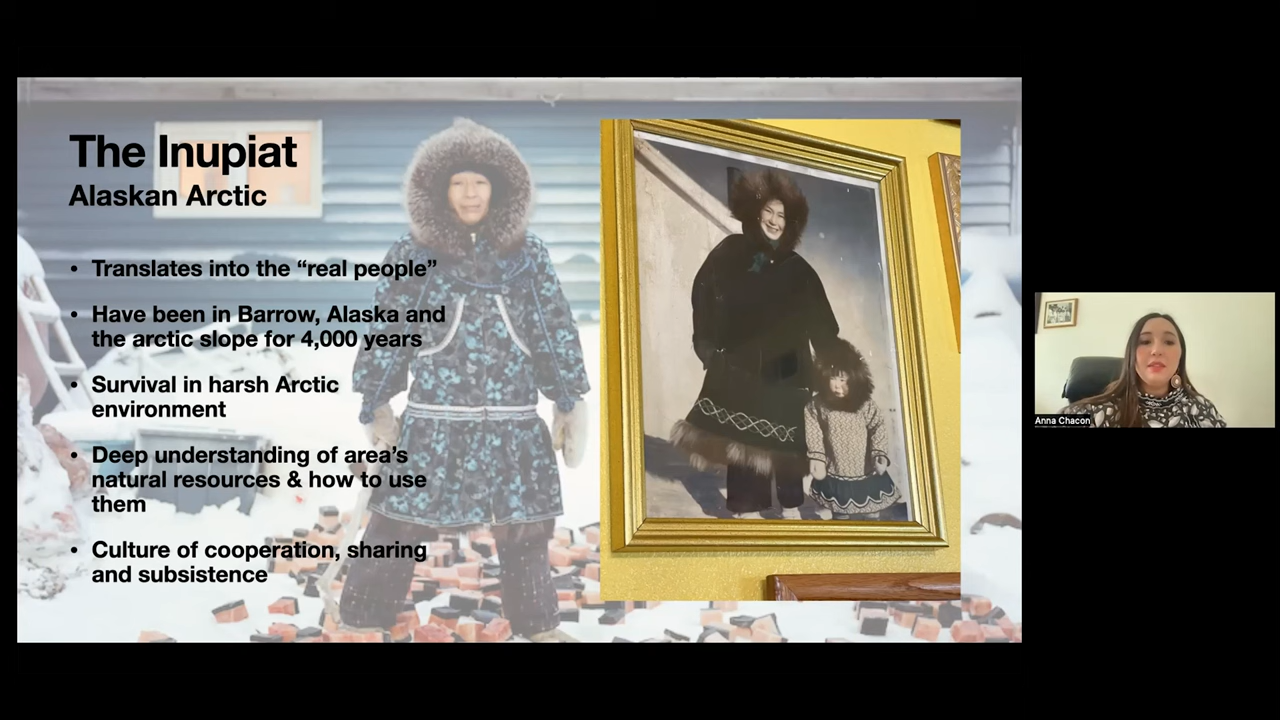 The Inupiat
Alaskan Arctic
• Translates into the “real people”
• Have been in Barrow, Alaska and
the arctic slope for 4,000 years
• Survival in harsh Arctic
environment
• Deep understanding of area’s
natural resources & how to use
them
• Culture of cooperation, sharing
and subsistence
Anna Chacon